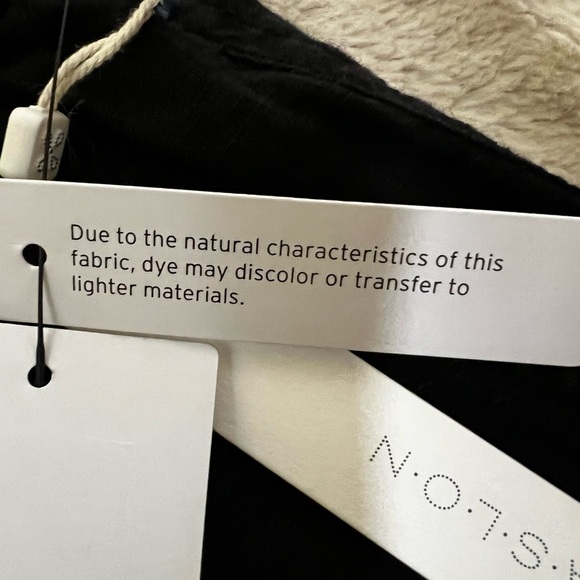 Due to the natural characteristics of this
fabric, dye may discolor or transfer to
lighter materials.
N·O·L·S·